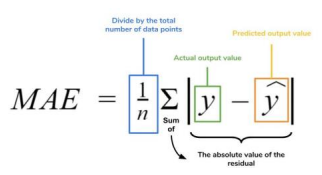 Divide by the total
number of data points
Predicted output value
Actual output value
MAE = 1/n Σ |y - ŷ|
Sum
of
The absolute value of the
residual